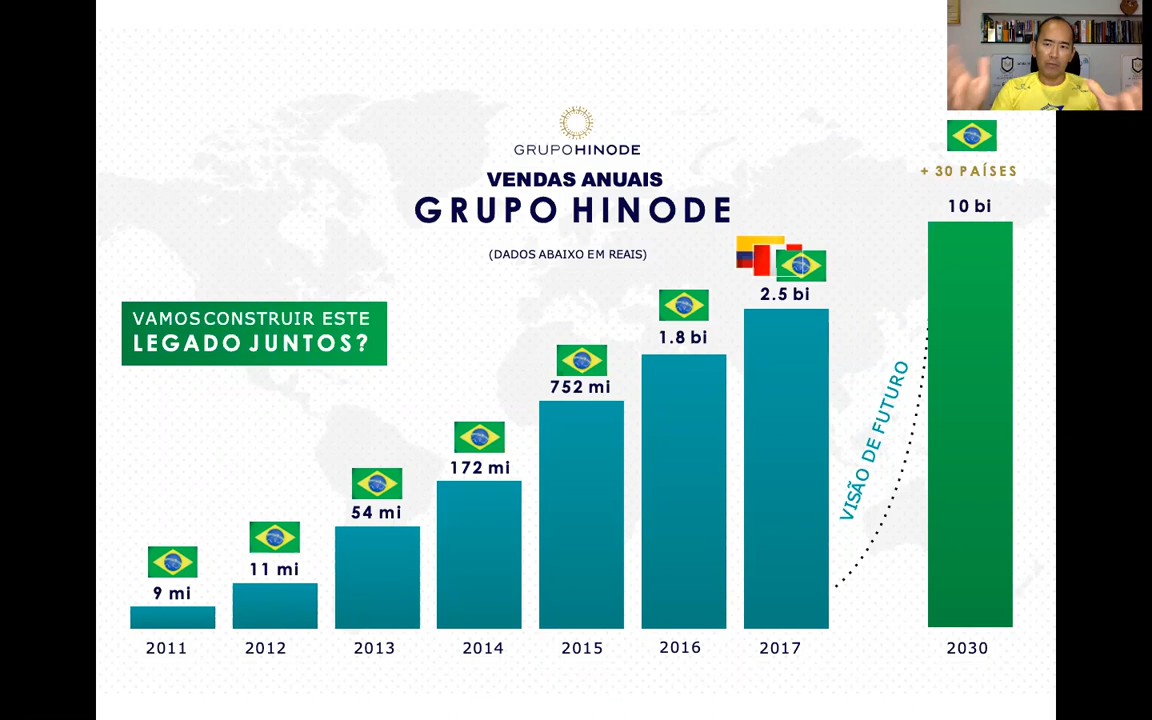 GRUPOHINODE
VENDAS ANUAIS
GRUPO HINODE
(DADOS ABAIXO EM REAIS)
VAMOS CONSTRUIR ESTE
LEGADO JUNTOS?
9 mi
11 mi
54 mi
172 mi
752 mi
1.8 bi
2.5 bi
VISÃO DE FUTURO
+ 30 PAÍSES
10 bi
2011
2012
2013
2014
2015
2016
2017
2030